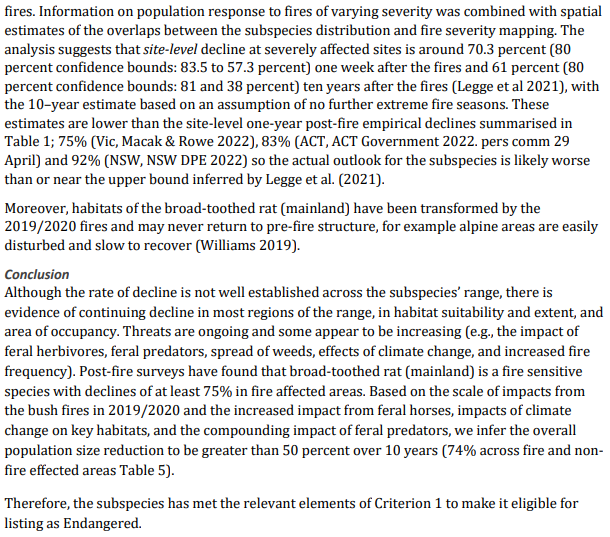 fires. Information on population response to fires of varying severity was combined with spatial
estimates of the overlaps between the subspecies distribution and fire severity mapping. The
analysis suggests that site-level decline at severely affected sites is around 70.3 percent (80
percent confidence bounds: 83.5 to 57.3 percent) one week after the fires and 61 percent (80
percent confidence bounds: 81 and 38 percent) ten years after the fires (Legge et al 2021), with
the 10–year estimate based on an assumption of no further extreme fire seasons. These
estimates are lower than the site-level one-year post-fire empirical declines summarised in
Table 1; 75% (Vic, Macak & Rowe 2022), 83% (ACT, ACT Government 2022. pers comm 29
April) and 92% (NSW, NSW DPE 2022) so the actual outlook for the subspecies is likely worse
than or near the upper bound inferred by Legge et al. (2021).
Moreover, habitats of the broad-toothed rat (mainland) have been transformed by the
2019/2020 fires and may never return to pre-fire structure, for example alpine areas are easily
disturbed and slow to recover (Williams 2019).
Conclusion
Although the rate of decline is not well established across the subspecies' range, there is
evidence of continuing decline in most regions of the range, in habitat suitability and extent, and
area of occupancy. Threats are ongoing and some appear to be increasing (e.g., the impact of
feral herbivores, feral predators, spread of weeds, effects of climate change, and increased fire
frequency). Post-fire surveys have found that broad-toothed rat (mainland) is a fire sensitive
species with declines of at least 75% in fire affected areas. Based on the scale of impacts from
the bush fires in 2019/2020 and the increased impact from feral horses, impacts of climate
change on key habitats, and the compounding impact of feral predators, we infer the overall
population size reduction to be greater than 50 percent over 10 years (74% across fire and non-
fire effected areas Table 5).
Therefore, the subspecies has met the relevant elements of Criterion 1 to make it eligible for
listing as Endangered.